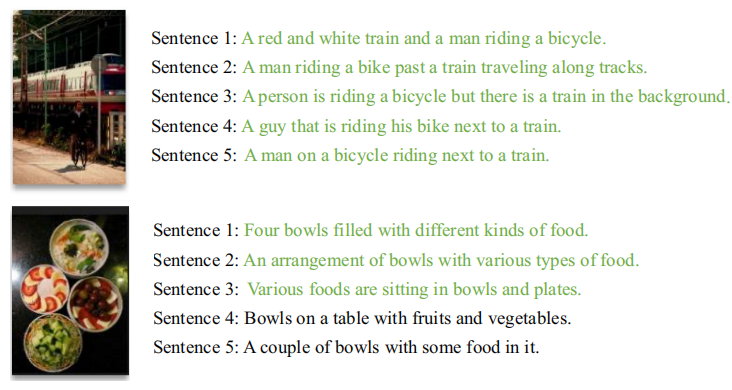 Sentence 1: A red and white train and a man riding a bicycle.
Sentence 2: A man riding a bike past a train traveling along tracks.
Sentence 3: A person is riding a bicycle but there is a train in the background.
Sentence 4: A guy that is riding his bike next to a train.
Sentence 5: A man on a bicycle riding next to a train.
Sentence 1: Four bowls filled with different kinds of food.
Sentence 2: An arrangement of bowls with various types of food.
Sentence 3: Various foods are sitting in bowls and plates.
Sentence 4: Bowls on a table with fruits and vegetables.
Sentence 5: A couple of bowls with some food in it.